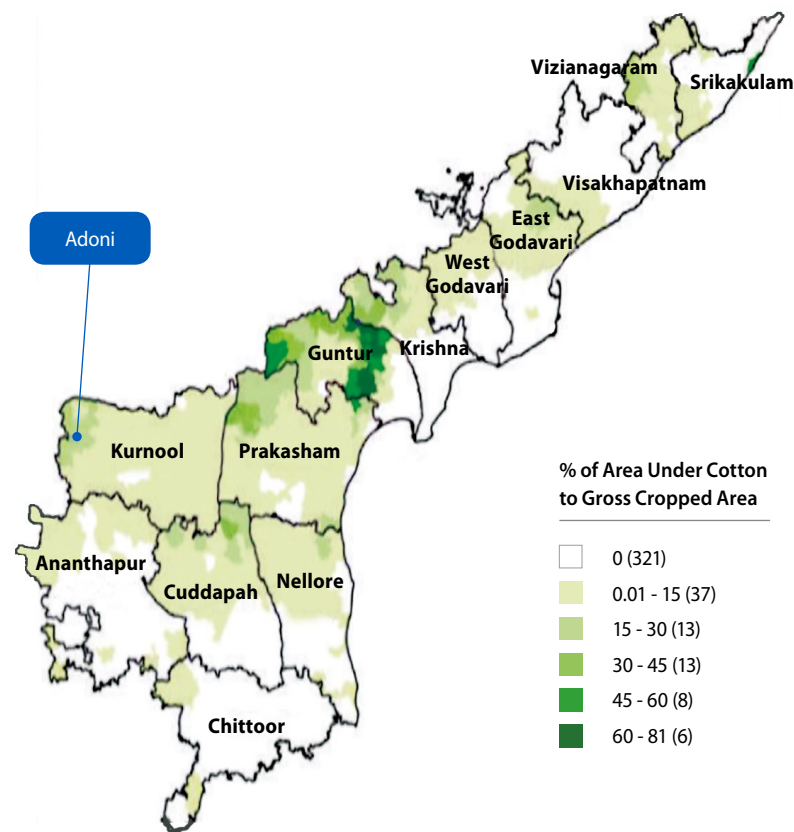 Vizianagaram
Srikakulam
Visakhapatnam
Adoni
East
Godavari
West
Godavari
Guntur
Krishna
Kurnool
Prakasham
% of Area Under Cotton
to Gross Cropped Area
0 (321)
0.01 - 15 (37)
15 - 30 (13)
30 - 45 (13)
45 - 60 (8)
60 - 81 (6)
Ananthapur
Cuddapah
Nellore
Chittoor